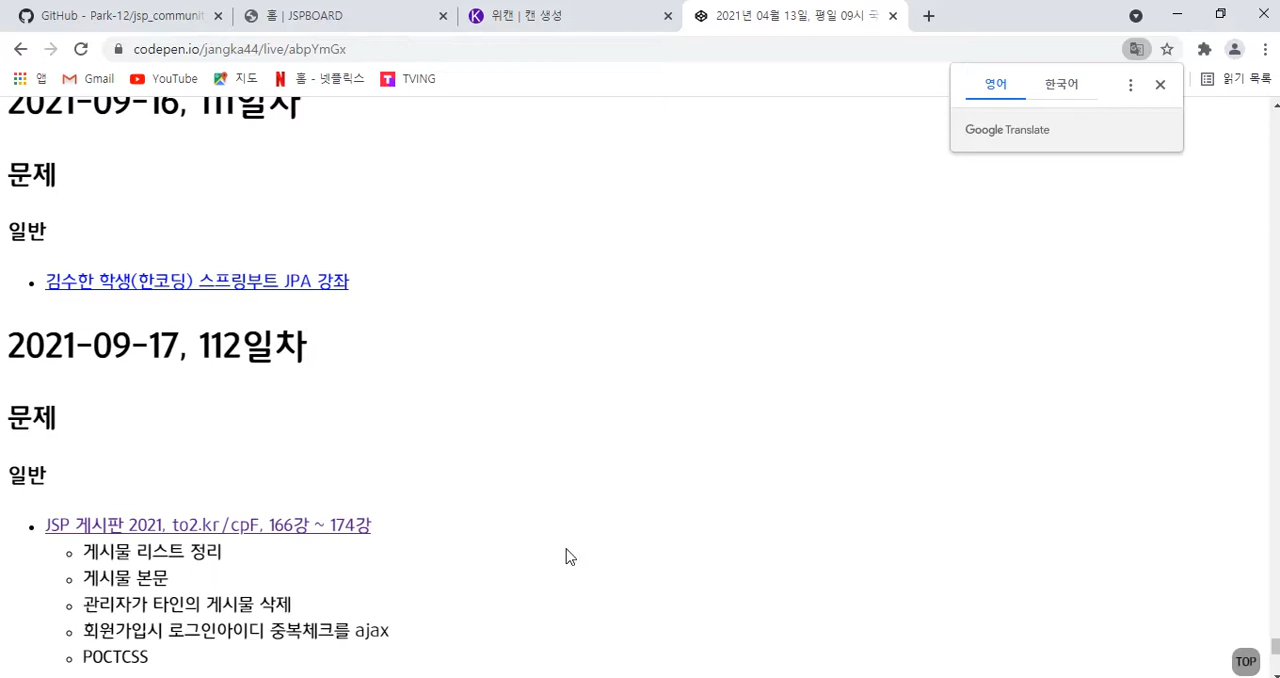 GitHub - Park-12/jsp_communit
홈 | JSPBOARD
위캔 | 캔 생성
2021년 04월 13일, 평일 09시 국
codepen.io/jangka44/live/abpYmGx
앱
Gmail
YouTube
지도
홈 - 넷플릭스
TVING
읽기 목록
영어
한국어
Google Translate
2021-09-16, 111일차
문제
일반
김수한 학생(한코딩) 스프링부트 JPA 강좌
2021-09-17, 112일차
문제
일반
JSP 게시판 2021, to2.kr/cpF, 166강 ~ 174강
게시물 리스트 정리
게시물 본문
관리자가 타인의 게시물 삭제
회원가입시 로그인아이디 중복체크를 ajax
POCTCSS
TOP